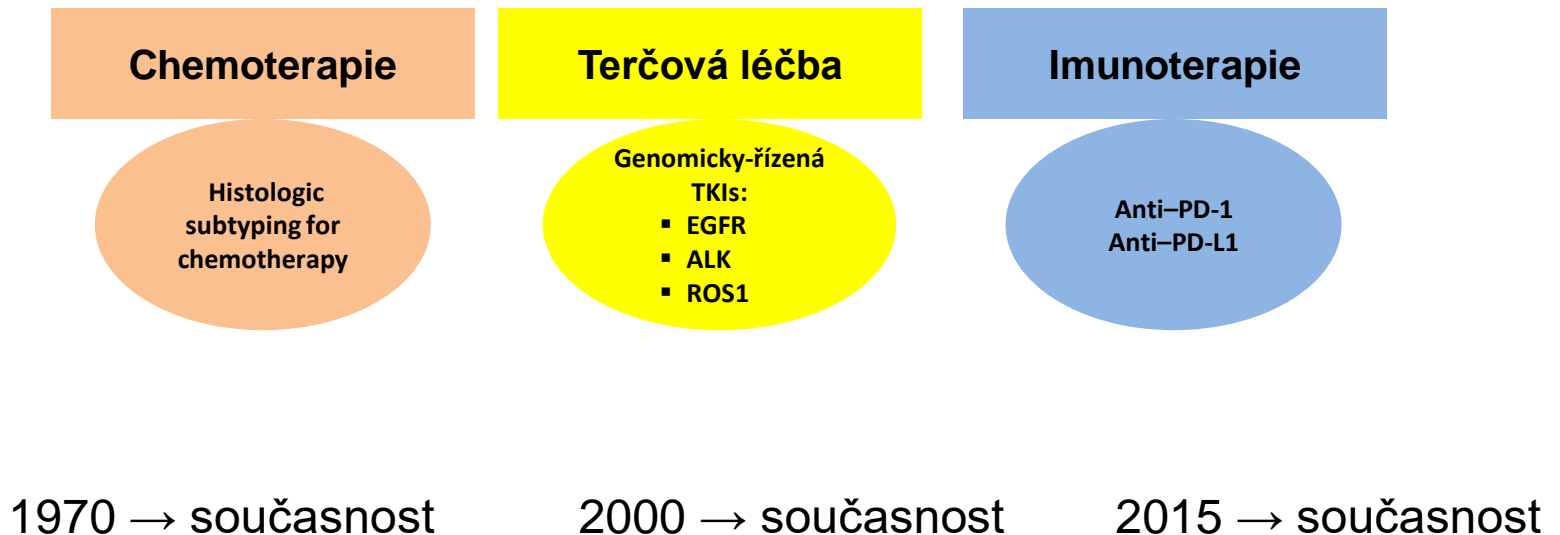 Chemoterapie
Terčová léčba
Imunoterapie
Histologic
subtyping for
chemotherapy
Genomicky-řízená
TKIs:
▪ EGFR
▪ ALK
▪ ROS1
Anti–PD-1
Anti–PD-L1
1970 → současnost
2000 → současnost
2015 → současnost